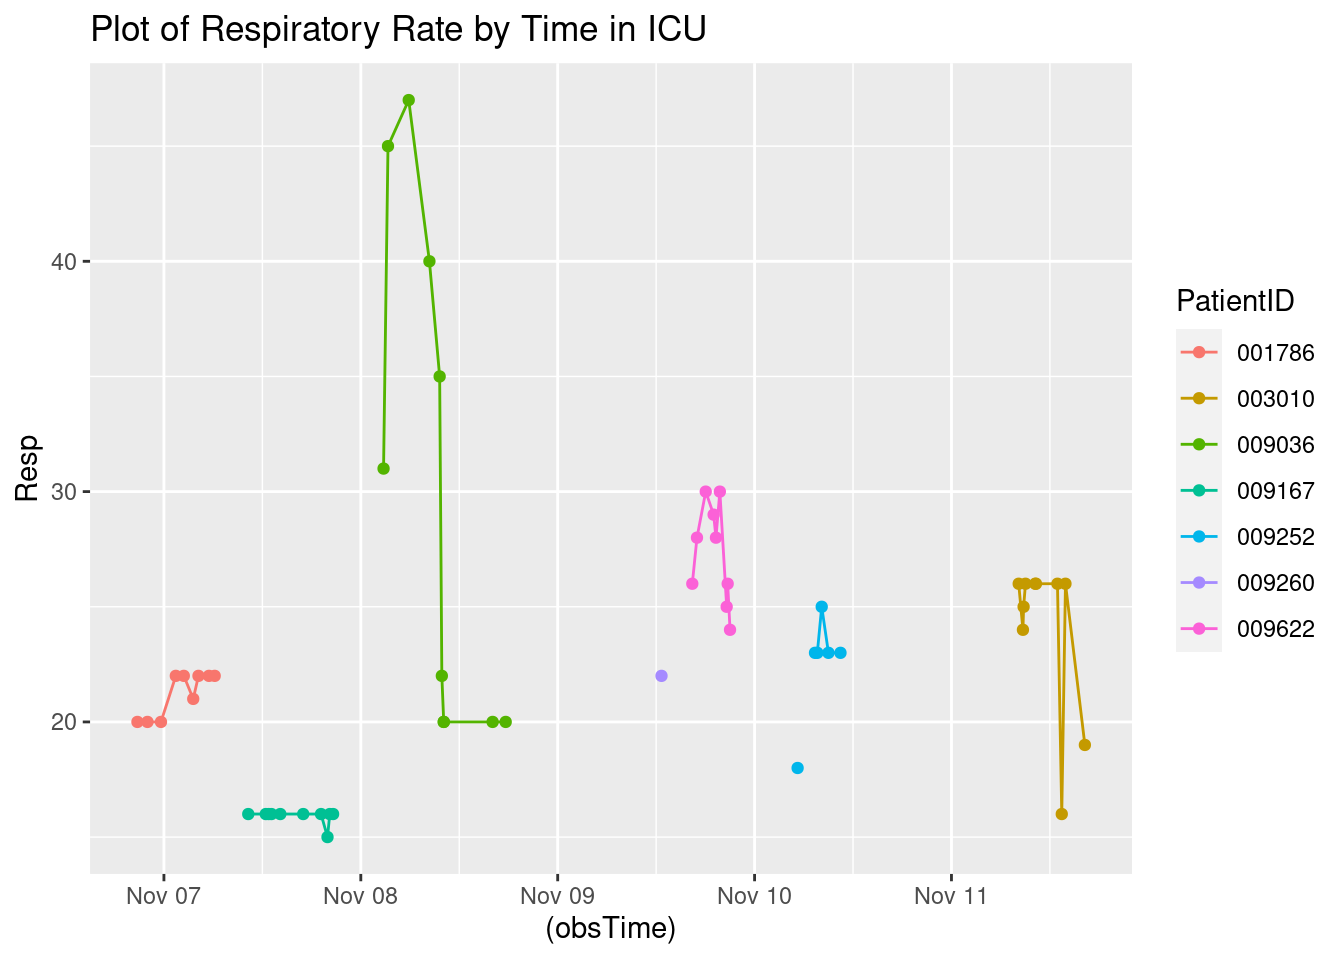 Plot of Respiratory Rate by Time in ICU
Resp
40
30
20
Nov 07
Nov 08
Nov 09
Nov 10
Nov 11
(obsTime)
PatientID
001786
003010
009036
009167
009252
009260
009622